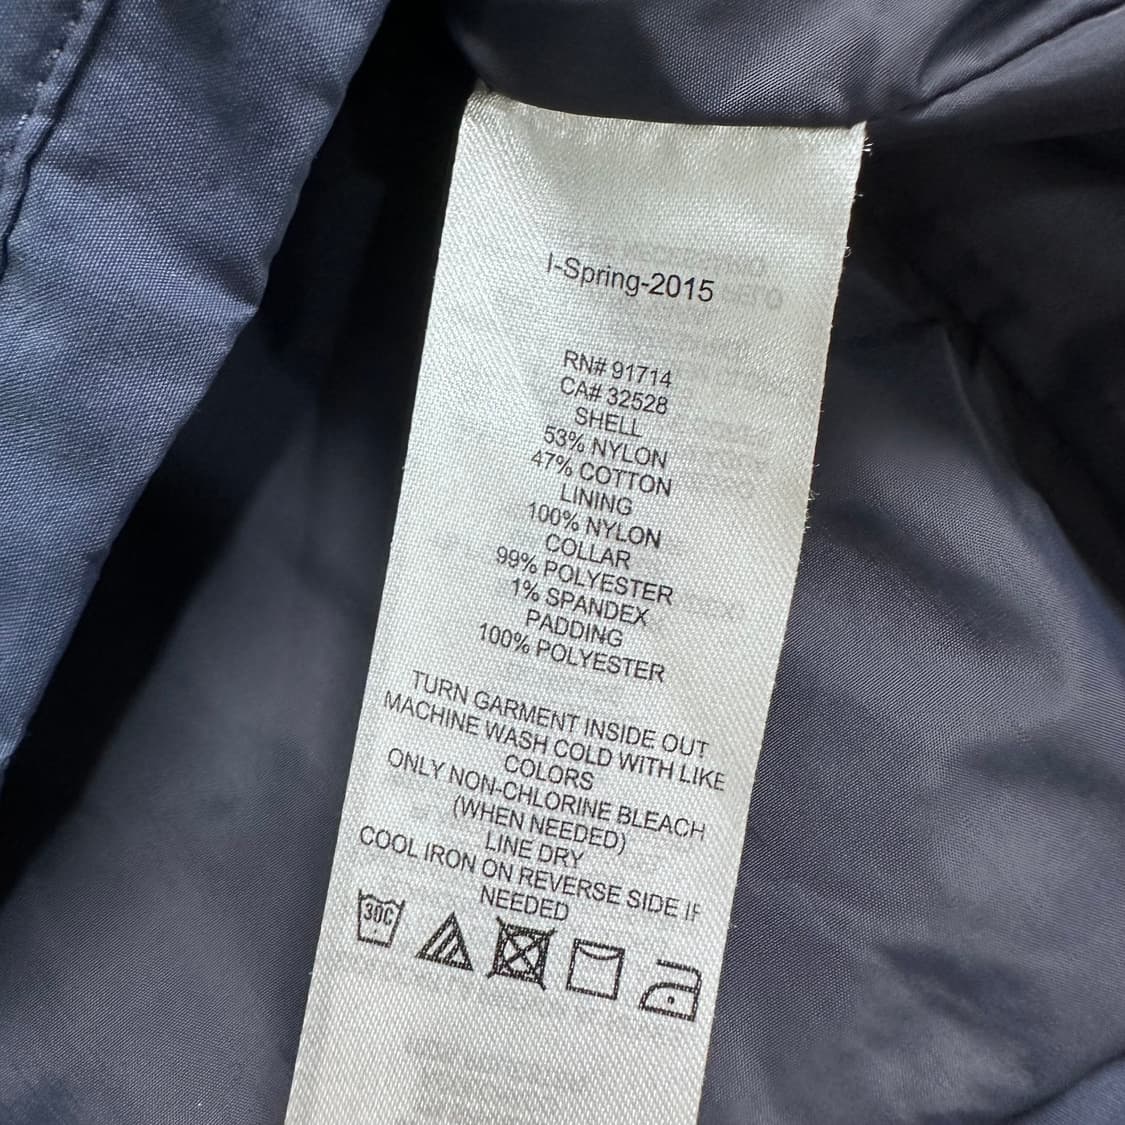 I-Spring-2015
RN# 91714
CA# 32528
SHELL
53% NYLON
47% COTTON
LINING
100% NYLON
COLLAR
99% POLYESTER
1% SPANDEX
PADDING
100% POLYESTER
TURN GARMENT INSIDE OUT
MACHINE WASH COLD WITH LIKE
COLORS
ONLY NON-CHLORINE BLEACH
(WHEN NEEDED)
LINE DRY
COOL IRON ON REVERSE SIDE IF
NEEDED
30C